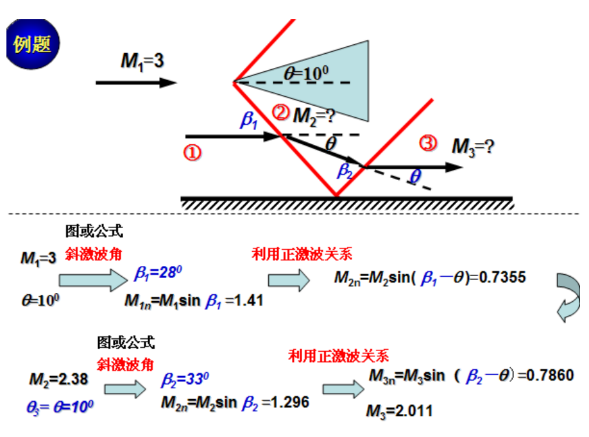 例题
M₁=3
θ=10⁰
β₁
② M₂=?
θ
①
β₂
③ M₃=?
θ
图或公式
M₁=3 斜激波角 β₁=28⁰ 利用正激波关系 M₂ₙ=M₂sin( β₁－θ)=0.7355
θ=10⁰ M₁ₙ=M₁sin β₁ =1.41
图或公式
M₂=2.38 斜激波角 β₂=33⁰ 利用正激波关系 M₃ₙ=M₃sin ( β₂－θ)=0.7860
θ₃= θ=10⁰ M₂ₙ=M₂sin β₂ =1.296 M₃=2.011